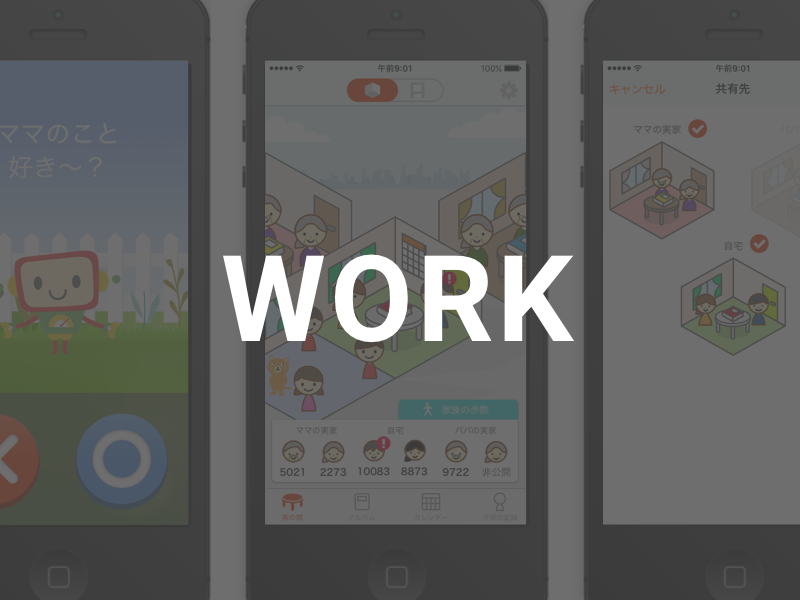 ママのこと
好き〜？
午前9:01
100%
ママの実家
自宅
パパの実家
5021
2273
10083
8873
9722
非公開
家族の歩数
茶の間
アルバム
カレンダー
午前9:01
キャンセル
共有先
ママの実家
自宅
WORK